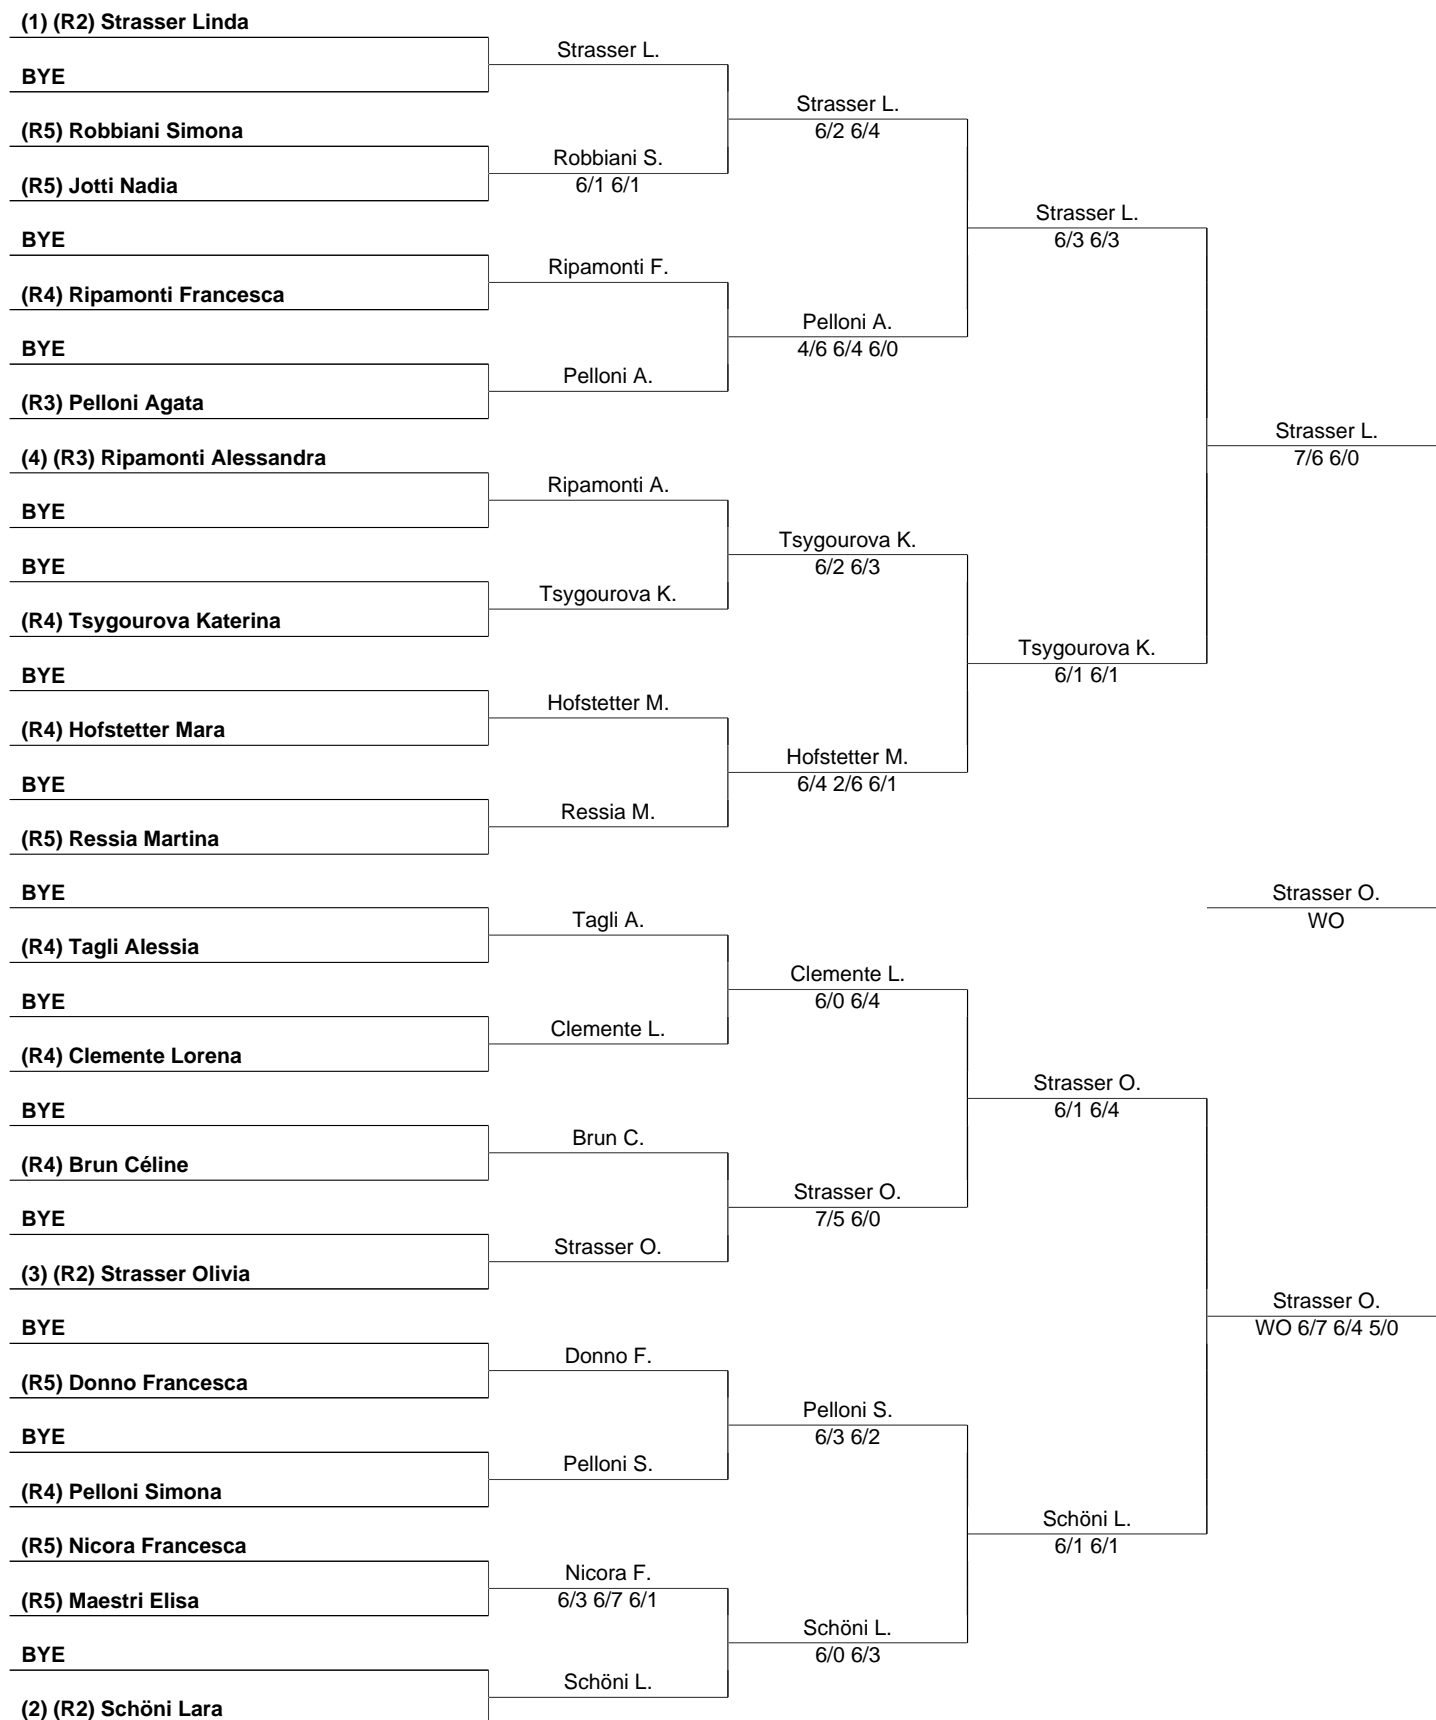 (1) (R2) Strasser Linda
Strasser L.
BYE
Strasser L.
6/2 6/4
(R5) Robbiani Simona
Robbiani S.
6/1 6/1
(R5) Jotti Nadia
Strasser L.
6/3 6/3
BYE
Ripamonti F.
(R4) Ripamonti Francesca
Pelloni A.
4/6 6/4 6/0
BYE
Pelloni A.
(R3) Pelloni Agata
Strasser L.
7/6 6/0
(4) (R3) Ripamonti Alessandra
Ripamonti A.
BYE
Tsygourova K.
6/2 6/3
BYE
Tsygourova K.
(R4) Tsygourova Katerina
Tsygourova K.
6/1 6/1
BYE
Hofstetter M.
(R4) Hofstetter Mara
Hofstetter M.
6/4 2/6 6/1
BYE
Ressia M.
(R5) Ressia Martina
BYE
Strasser O.
WO
Tagli A.
(R4) Tagli Alessia
Clemente L.
6/0 6/4
BYE
Clemente L.
(R4) Clemente Lorena
Strasser O.
6/1 6/4
BYE
Brun C.
(R4) Brun Céline
Strasser O.
7/5 6/0
BYE
Strasser O.
(3) (R2) Strasser Olivia
Strasser O.
WO 6/7 6/4 5/0
BYE
Donno F.
(R5) Donno Francesca
Pelloni S.
6/3 6/2
BYE
Pelloni S.
(R4) Pelloni Simona
Schöni L.
6/1 6/1
(R5) Nicora Francesca
Nicora F.
6/3 6/7 6/1
(R5) Maestri Elisa
Schöni L.
6/0 6/3
BYE
Schöni L.
(2) (R2) Schöni Lara